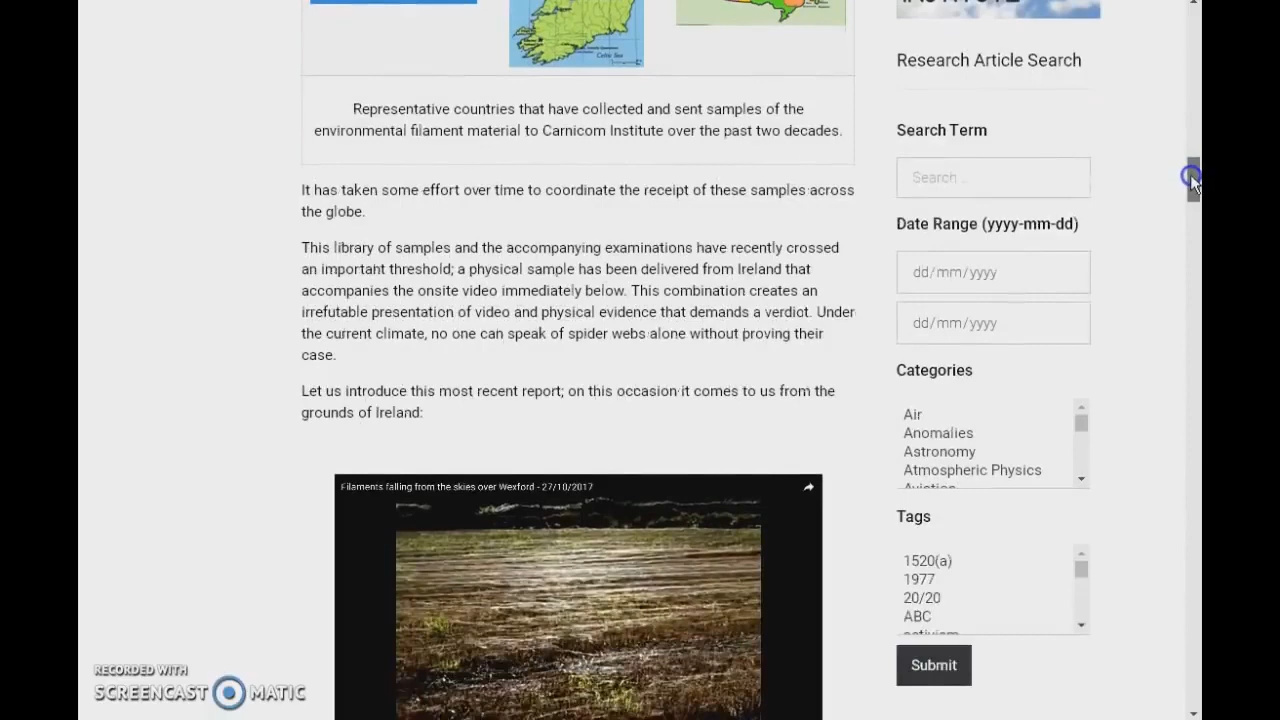 Celtic Sea
Representative countries that have collected and sent samples of the
environmental filament material to Carnicom Institute over the past two decades.
It has taken some effort over time to coordinate the receipt of these samples across
the globe.
This library of samples and the accompanying examinations have recently crossed
an important threshold; a physical sample has been delivered from Ireland that
accompanies the onsite video immediately below. This combination creates an
irrefutable presentation of video and physical evidence that demands a verdict. Under
the current climate, no one can speak of spider webs alone without proving their
case.
Let us introduce this most recent report; on this occasion it comes to us from the
grounds of Ireland:
Filaments falling from the skies over Wexford - 27/10/2017
Research Article Search
Search Term
Search ...
Date Range (yyyy-mm-dd)
dd/mm/yyyy
dd/mm/yyyy
Categories
Air
Anomalies
Astronomy
Atmospheric Physics
Aviation
Tags
1520(a)
1977
20/20
ABC
activism
Submit
RECORDED WITH
SCREENCAST MATIC